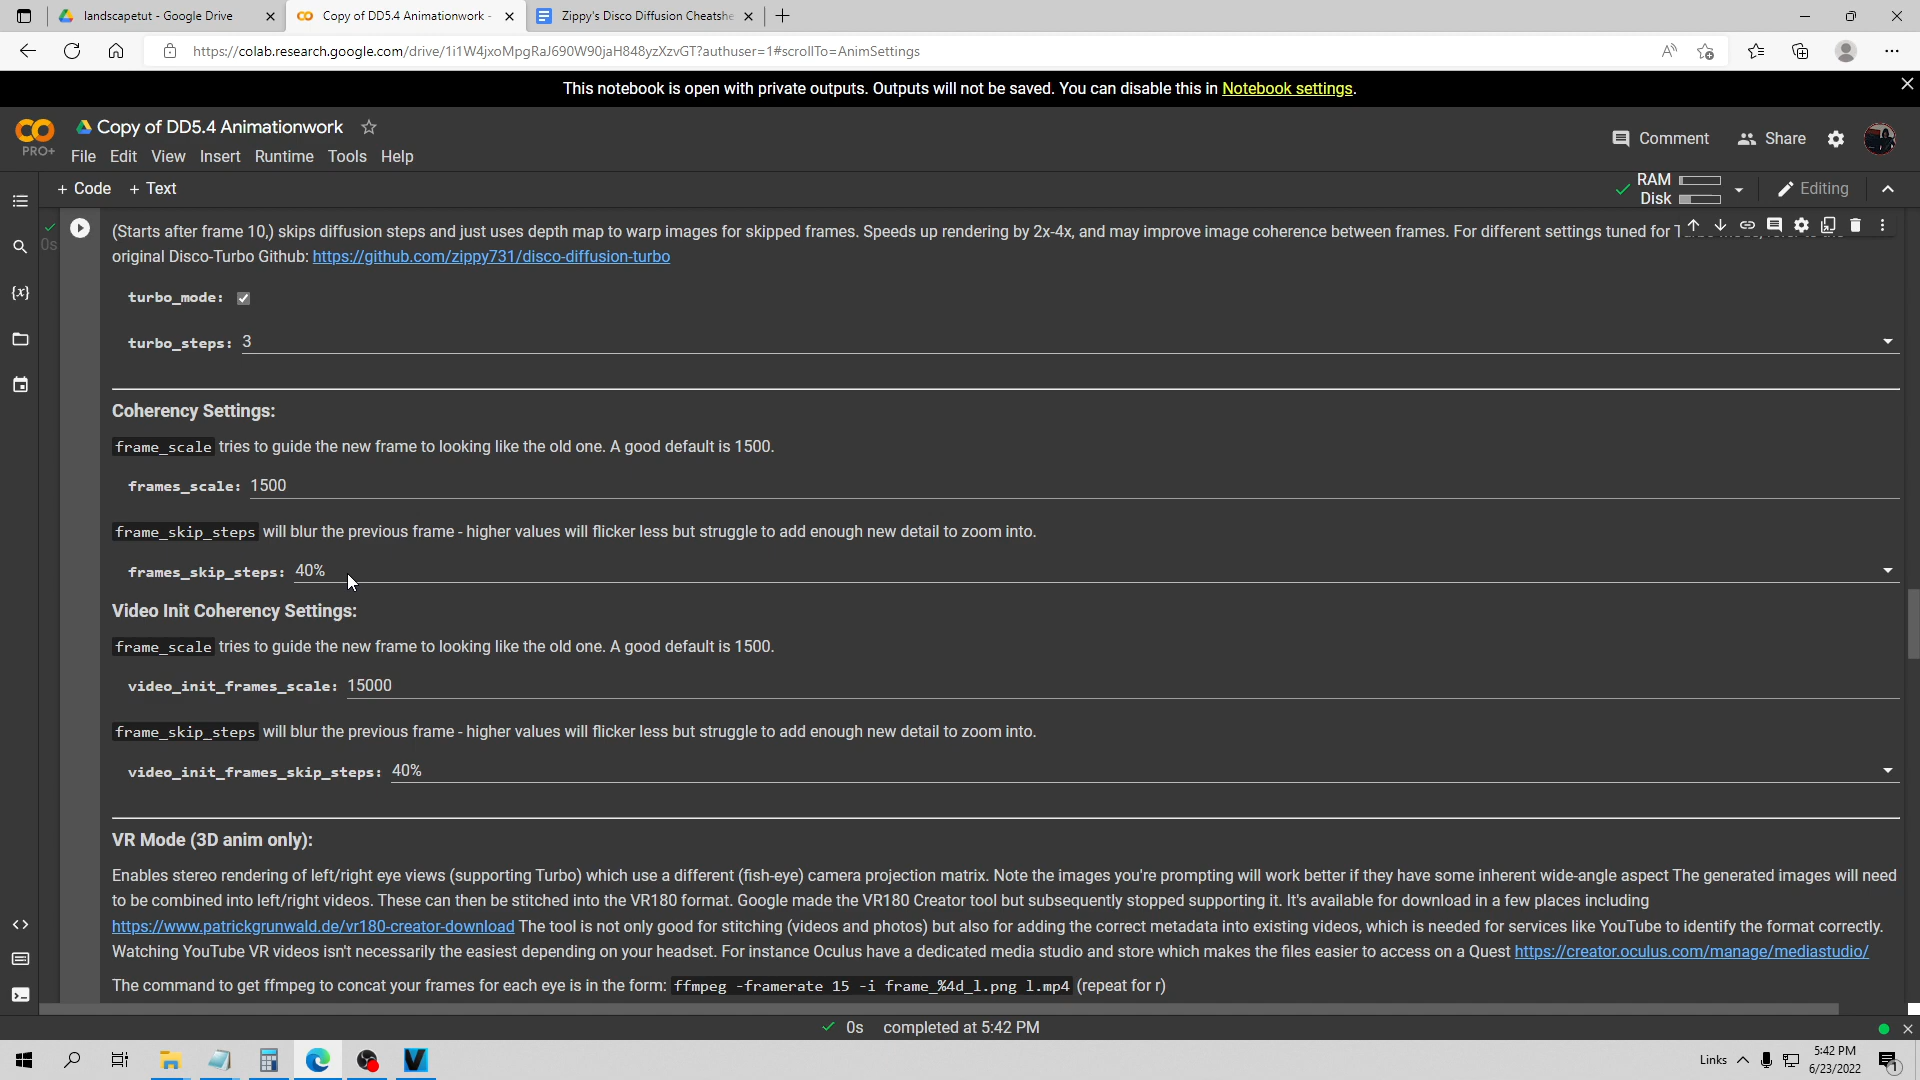 landscapetut - Google Drive
Copy of DD5.4 Animationwork -
Zippy's Disco Diffusion Cheatshe
https://colab.research.google.com/drive/1i1W4jxoMpgRaJ690W90jaH848yzXzvGT?authuser=1#scrollTo=AnimSettings
This notebook is open with private outputs. Outputs will not be saved. You can disable this in Notebook settings.
PRO+
Copy of DD5.4 Animationwork
File Edit View Insert Runtime Tools Help
Comment Share
+ Code + Text
RAM
Disk
Editing
0s
(Starts after frame 10,) skips diffusion steps and just uses depth map to warp images for skipped frames. Speeds up rendering by 2x-4x, and may improve image coherence between frames. For different settings tuned for
original Disco-Turbo Github: https://github.com/zippy731/disco-diffusion-turbo
turbo_mode:
turbo_steps: 3
Coherency Settings:
frame_scale tries to guide the new frame to looking like the old one. A good default is 1500.
frames_scale: 1500
frame_skip_steps will blur the previous frame - higher values will flicker less but struggle to add enough new detail to zoom into.
frames_skip_steps: 40%
Video Init Coherency Settings:
frame_scale tries to guide the new frame to looking like the old one. A good default is 1500.
video_init_frames_scale: 15000
frame_skip_steps will blur the previous frame - higher values will flicker less but struggle to add enough new detail to zoom into.
video_init_frames_skip_steps: 40%
VR Mode (3D anim only):
Enables stereo rendering of left/right eye views (supporting Turbo) which use a different (fish-eye) camera projection matrix. Note the images you're prompting will work better if they have some inherent wide-angle aspect The generated images will need
to be combined into left/right videos. These can then be stitched into the VR180 format. Google made the VR180 Creator tool but subsequently stopped supporting it. It's available for download in a few places including
https://www.patrickgrunwald.de/vr180-creator-download The tool is not only good for stitching (videos and photos) but also for adding the correct metadata into existing videos, which is needed for services like YouTube to identify the format correctly.
Watching YouTube VR videos isn't necessarily the easiest depending on your headset. For instance Oculus have a dedicated media studio and store which makes the files easier to access on a Quest https://creator.oculus.com/manage/mediastudio/
The command to get ffmpeg to concat your frames for each eye is in the form: ffmpeg -framerate 15 -i frame_%4d_l.png l.mp4 (repeat for r)
0s completed at 5:42 PM
Links
5:42 PM
6/23/2022
1